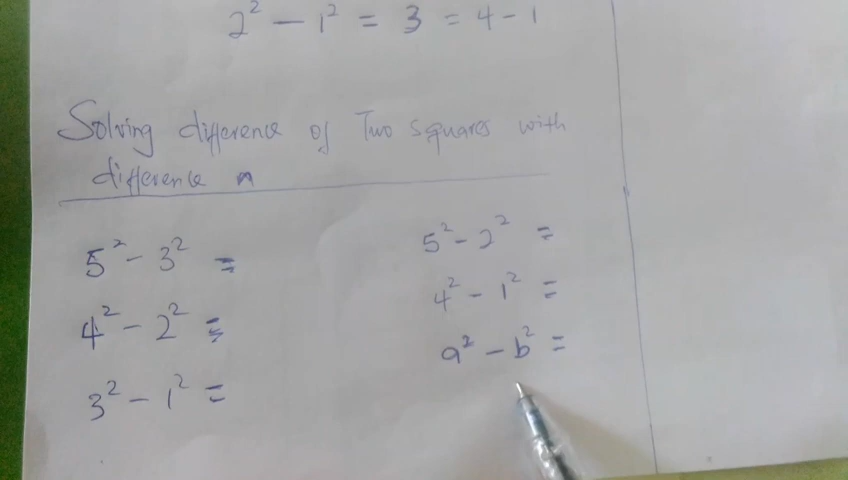 2² - 1² = 3 = 4 - 1
Solving difference of Two squares with
difference n
5² - 3² =
4² - 2² =
3² - 1² =
5² - 2² =
4² - 1² =
a² - b² =